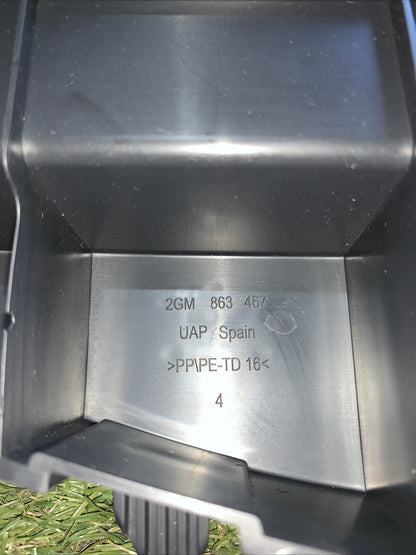 2GM 863 467
UAP Spain
>PP\PE-TD 16<
4